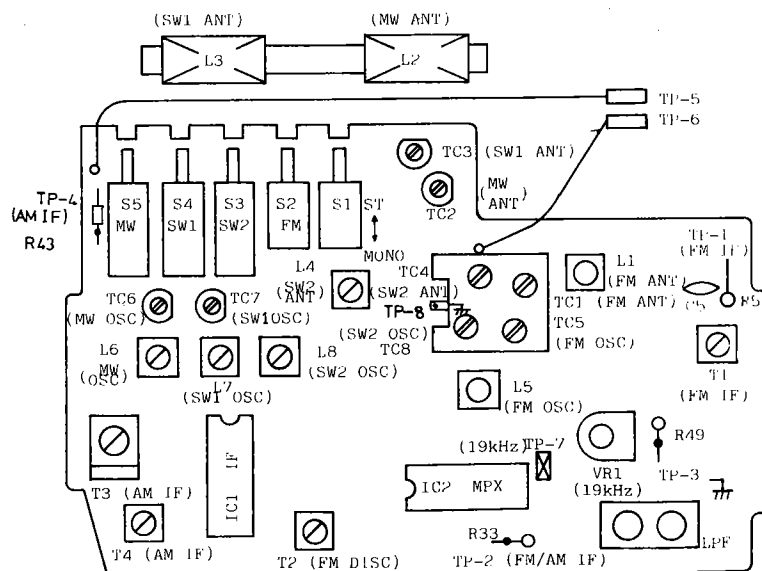 (SW1 ANT)
(MW ANT)
L3
L2
TP-5
TP-6
TC3 (SW1 ANT)
(MW
ANT)
TC2
TP-4
(AM IF)
R43
S5
MW
S4
SW1
S3
SW2
S2
FM
S1
ST
MONO
TP-1
(FM IF)
L4
(SW2
ANT
TC4
(SW2 ANT)
L1
(FM ANT)
TC1 (FM ANT)
TC6
(MW OSC)
TC7
(SW1OSC)
TP-8
(SW2 OSC)
TC8
TC5
(FM OSC)
L6
MW
(OSC)
L7
(SW1 OSC)
L8
(SW2 OSC)
T1
(FM IF)
L5
(FM OSC)
IC1 IF
T3 (AM IF)
T4 (AM IF)
T2 (FM DISC)
(19kHz)
TP-7
IC2 MPX
VR1
(19kHz)
R49
TP-3
R33
TP-2 (FM/AM IF)
LPF